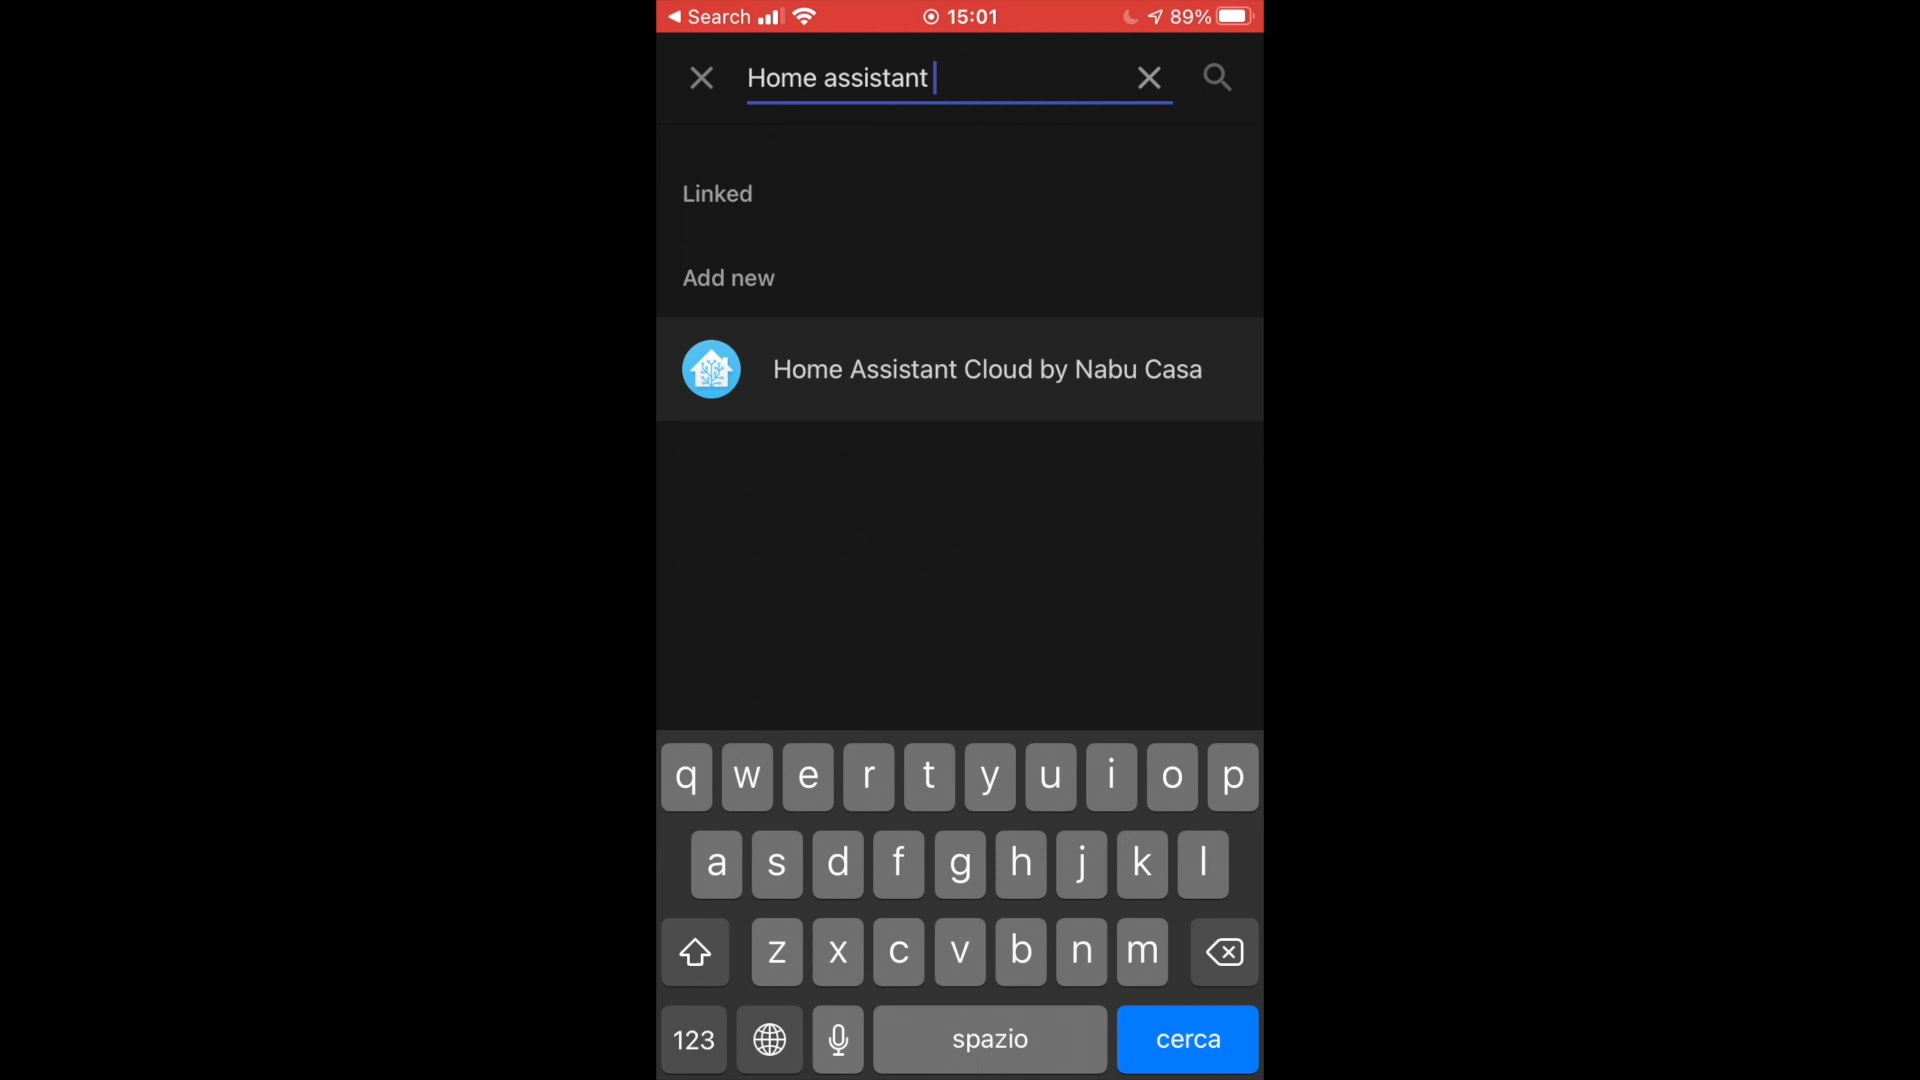 Search 15:01 89%
Home assistant
Linked
Add new
Home Assistant Cloud by Nabu Casa
q w e r t y u i o p
a s d f g h j k l
z x c v b n m
123 spazio cerca